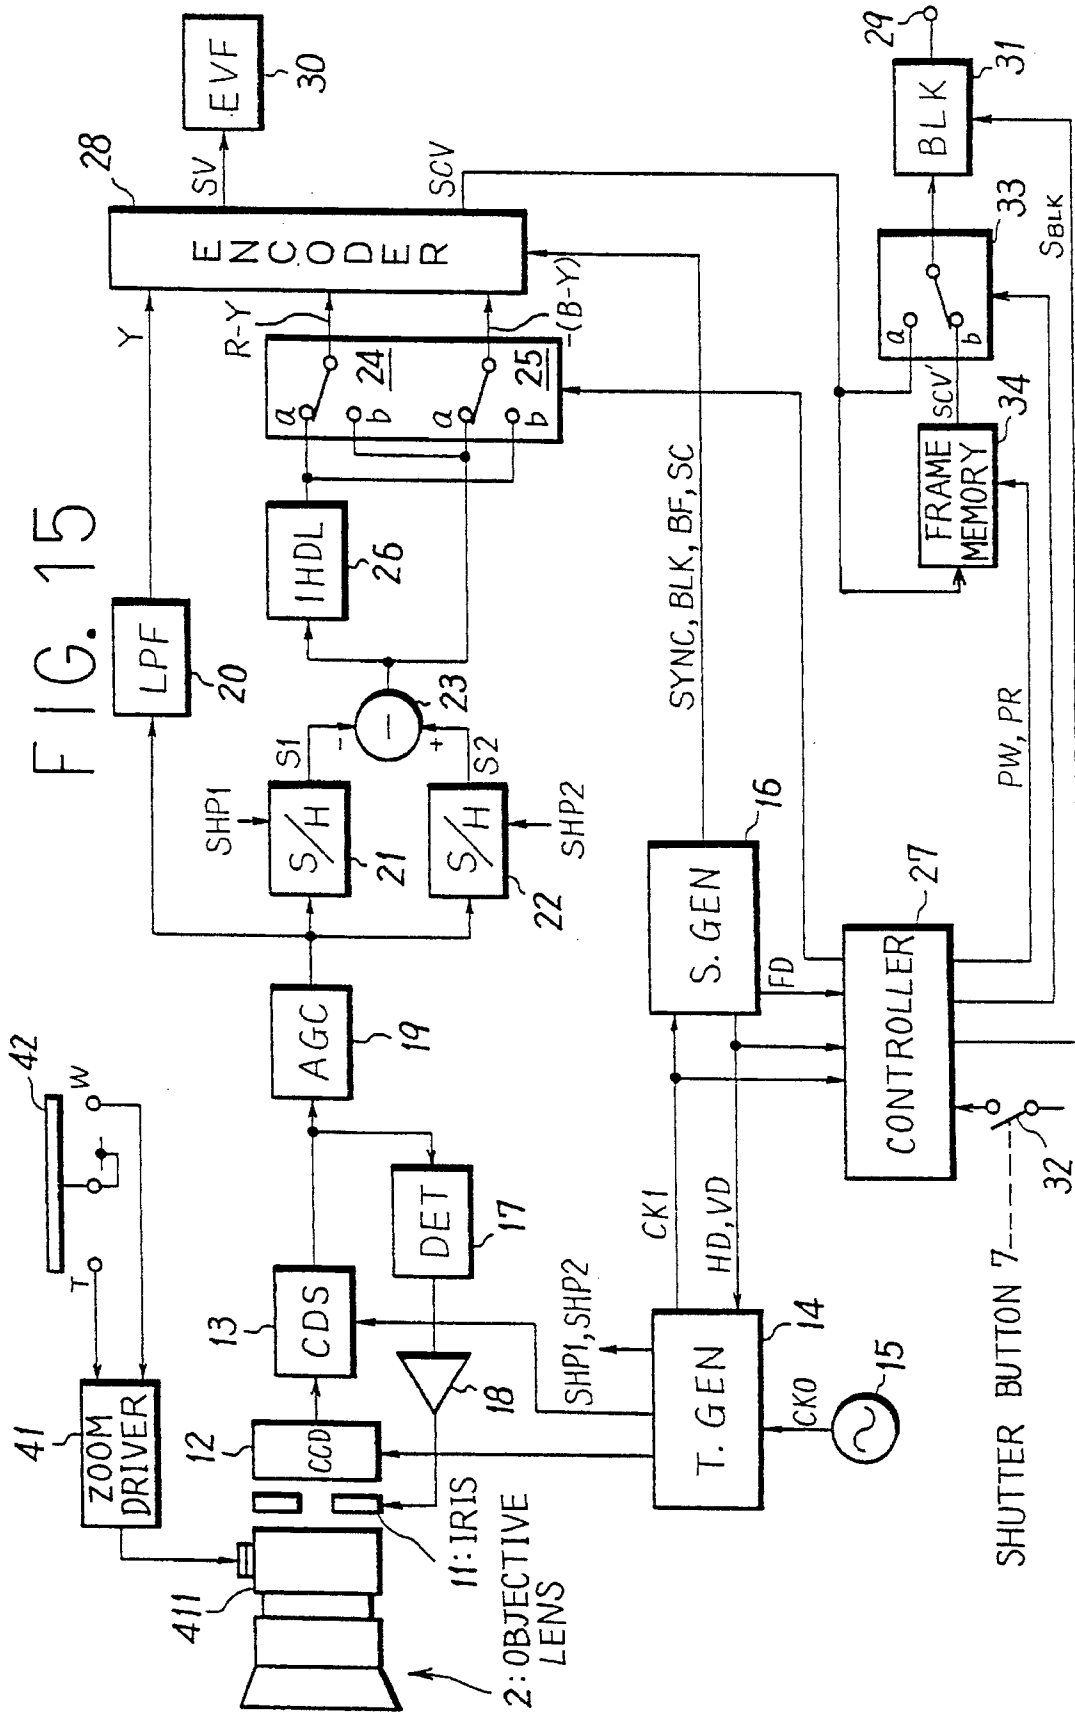 FIG. 15
42
T
W
41
ZOOM
DRIVER
411
2: OBJECTIVE
LENS
11: IRIS
12
CCD
13
CDS
DET
17
18
AGC
19
LPF
20
SHP1
S/H
21
S1
S/H
22
SHP2
S2
-
+
−
23
1HDL
26
a
b
24
a
b
25
Y
R-Y
-(B-Y)
28
ENCODER
SV
EVF
30
SCV
SHP1, SHP2
T. GEN
14
CK0
15
CK1
HD, VD
S. GEN
16
FD
SYNC, BLK, BF, SC
CONTROLLER
27
SHUTTER BUTTON 7
32
PW, PR
FRAME
MEMORY
34
SCV'
a
b
33
BLK
31
29
SBLK